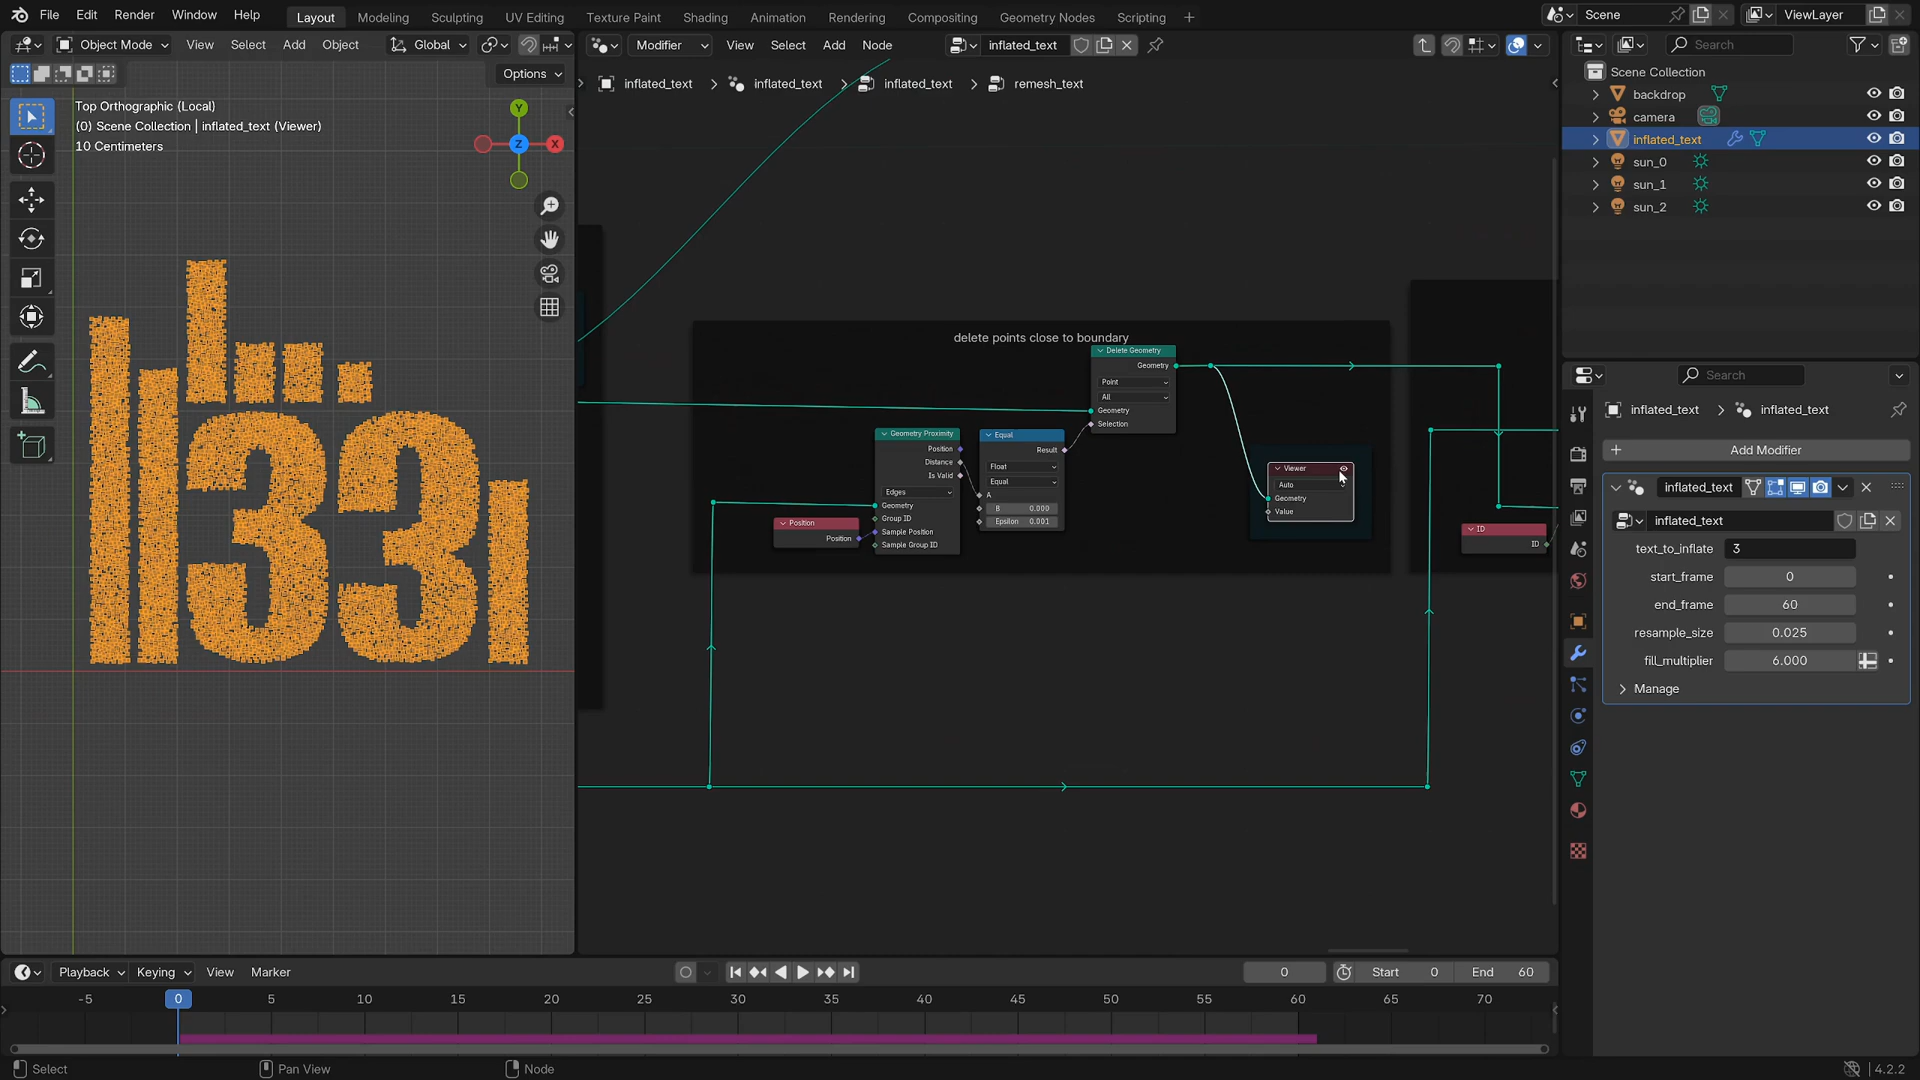 File Edit Render Window Help Layout Modeling Sculpting UV Editing Texture Paint Shading Animation Rendering Compositing Geometry Nodes Scripting + Scene ViewLayer
Object Mode View Select Add Object Global
Modifier View Select Add Node inflated_text
Search
Options
inflated_text > inflated_text > inflated_text > remesh_text
Top Orthographic (Local)
(0) Scene Collection | inflated_text (Viewer)
10 Centimeters
Y
X
Z
Scene Collection
backdrop
camera
inflated_text
sun_0
sun_1
sun_2
delete points close to boundary
Delete Geometry
Geometry
Point
All
Geometry
Selection
Geometry Proximity
Position
Distance
Is Valid
Edges
Geometry
Group ID
Sample Position
Sample Group ID
Position
Position
Equal
Result
Float
Equal
A
B 0.000
Epsilon 0.001
Viewer
Auto
Geometry
Value
ID
ID
Search
inflated_text > inflated_text
+ Add Modifier
inflated_text
inflated_text
text_to_inflate 3
start_frame 0
end_frame 60
resample_size 0.025
fill_multiplier 6.000
Manage
Playback Keying View Marker
0 Start 0 End 60
-5 0 5 10 15 20 25 30 35 40 45 50 55 60 65 70
Select Pan View Node 4.2.2